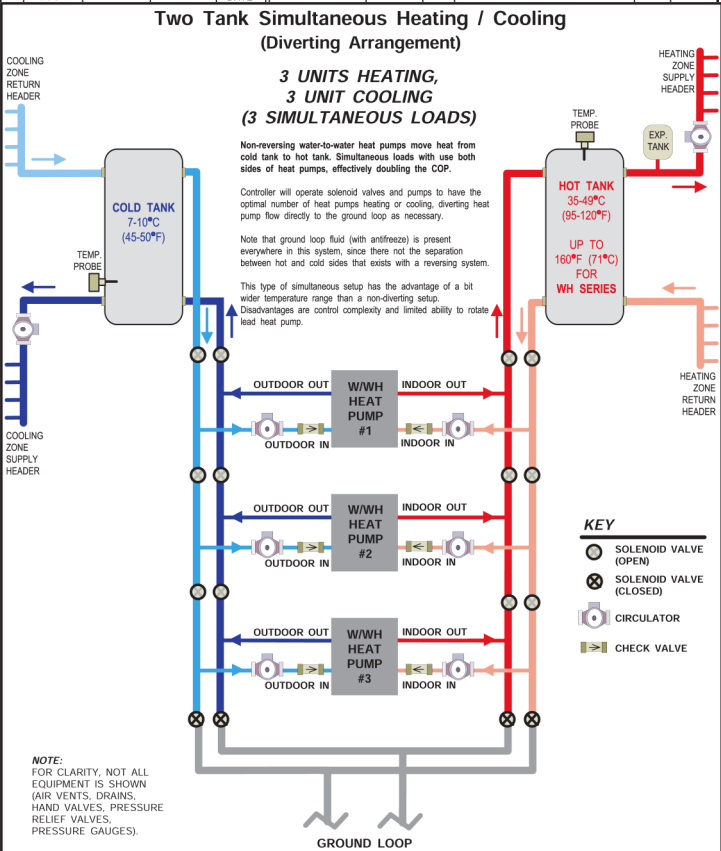 Two Tank Simultaneous Heating / Cooling
(Diverting Arrangement)
COOLING
ZONE
RETURN
HEADER
3 UNITS HEATING,
3 UNIT COOLING
(3 SIMULTANEOUS LOADS)
HEATING
ZONE
SUPPLY
HEADER
TEMP.
PROBE
EXP.
TANK
Non-reversing water-to-water heat pumps move heat from
cold tank to hot tank. Simultaneous loads with use both
sides of heat pumps, effectively doubling the COP.
Controller will operate solenoid valves and pumps to have the
optimal number of heat pumps heating or cooling, diverting heat
pump flow directly to the ground loop as necessary.
Note that ground loop fluid (with antifreeze) is present
everywhere in this system, since there not the separation
between hot and cold sides that exists with a reversing system.
This type of simultaneous setup has the advantage of a bit
wider temperature range than a non-diverting setup.
Disadvantages are control complexity and limited ability to rotate
lead heat pump.
COLD TANK
7-10°C
(45-50°F)
TEMP.
PROBE
HOT TANK
35-49°C
(95-120°F)
UP TO
160°F (71°C)
FOR
WH SERIES
COOLING
ZONE
SUPPLY
HEADER
HEATING
ZONE
RETURN
HEADER
OUTDOOR OUT
W/WH
HEAT
PUMP
#1
INDOOR OUT
OUTDOOR IN
INDOOR IN
OUTDOOR OUT
W/WH
HEAT
PUMP
#2
INDOOR OUT
OUTDOOR IN
INDOOR IN
OUTDOOR OUT
W/WH
HEAT
PUMP
#3
INDOOR OUT
OUTDOOR IN
INDOOR IN
KEY
SOLENOID VALVE
(OPEN)
SOLENOID VALVE
(CLOSED)
CIRCULATOR
CHECK VALVE
NOTE:
FOR CLARITY, NOT ALL
EQUIPMENT IS SHOWN
(AIR VENTS, DRAINS,
HAND VALVES, PRESSURE
RELIEF VALVES,
PRESSURE GAUGES).
GROUND LOOP